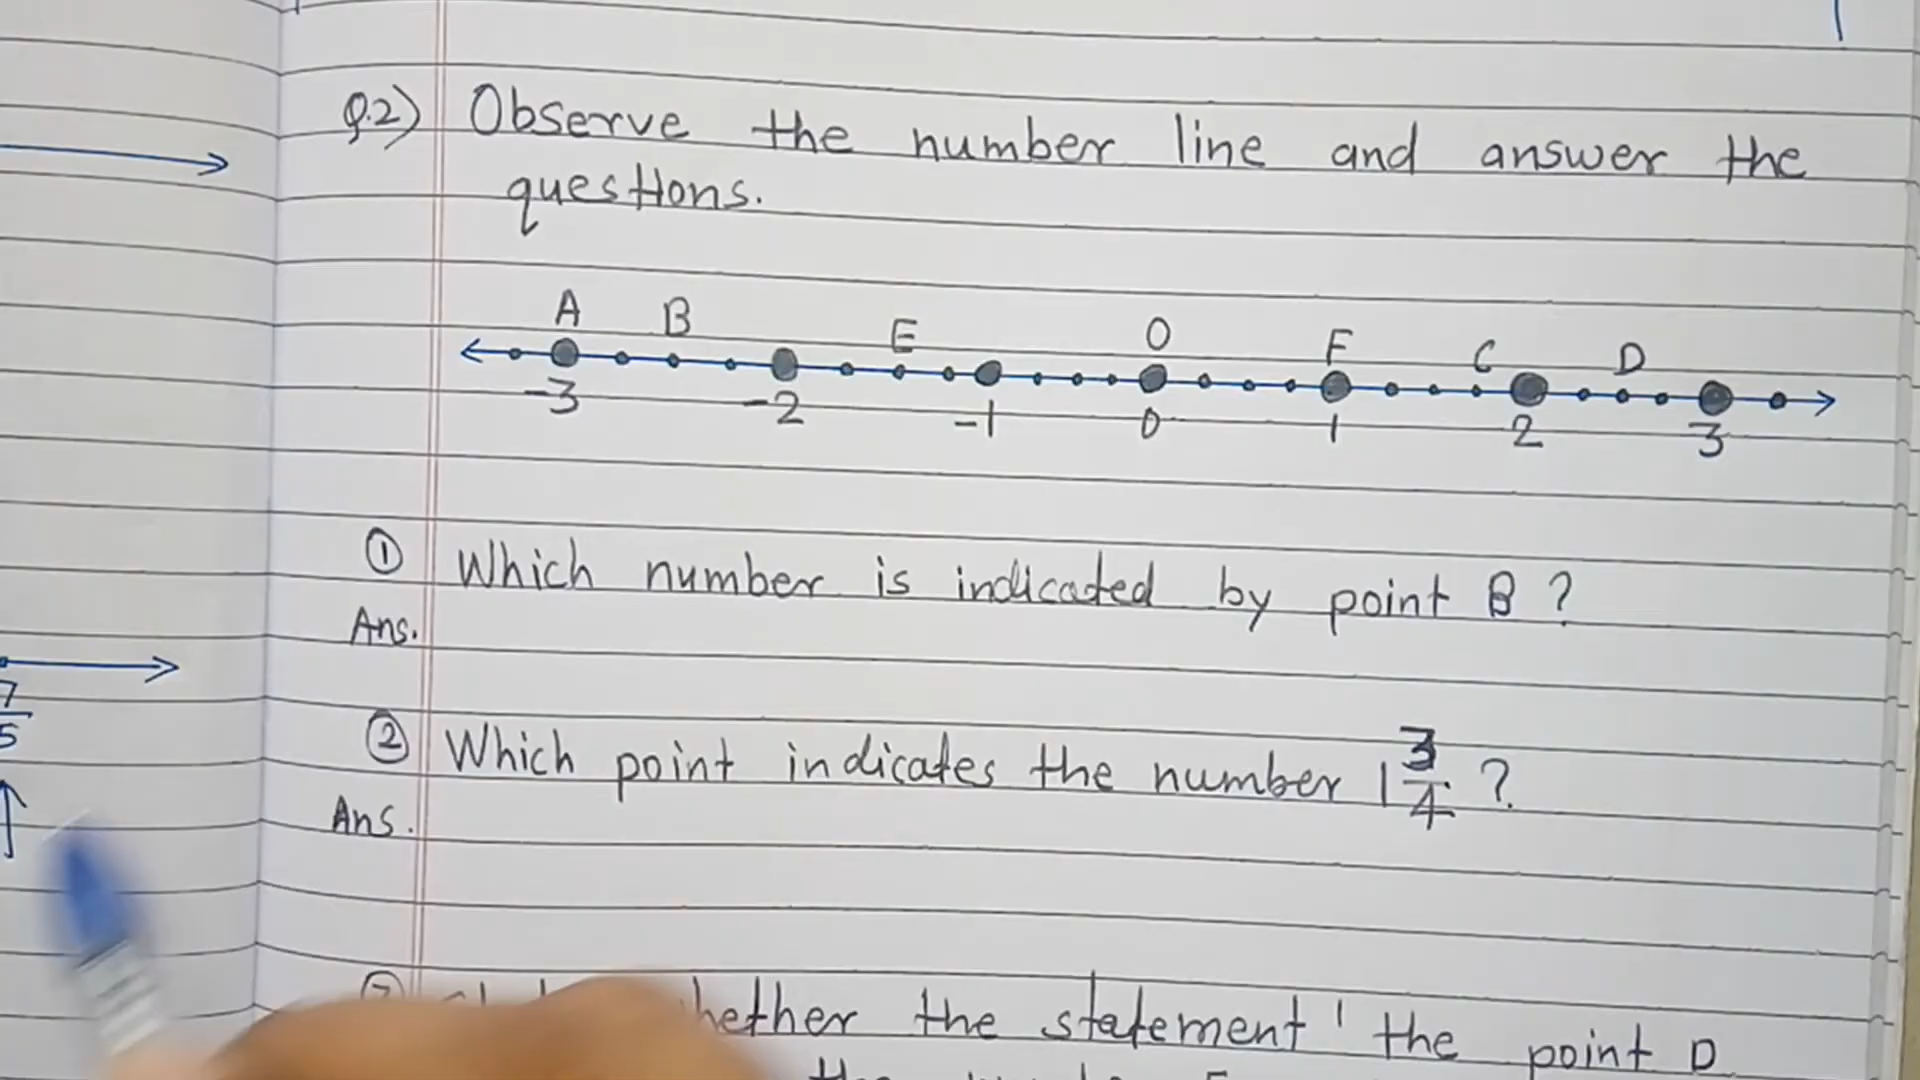 Q.2) Observe the number line and answer the
questions.
A B E O F C D
-3 -2 -1 0 1 2 3
① Which number is indicated by point B ?
Ans.
7/5
② Which point indicates the number 1 3/4 ?
Ans.
hether the statement ' the point D